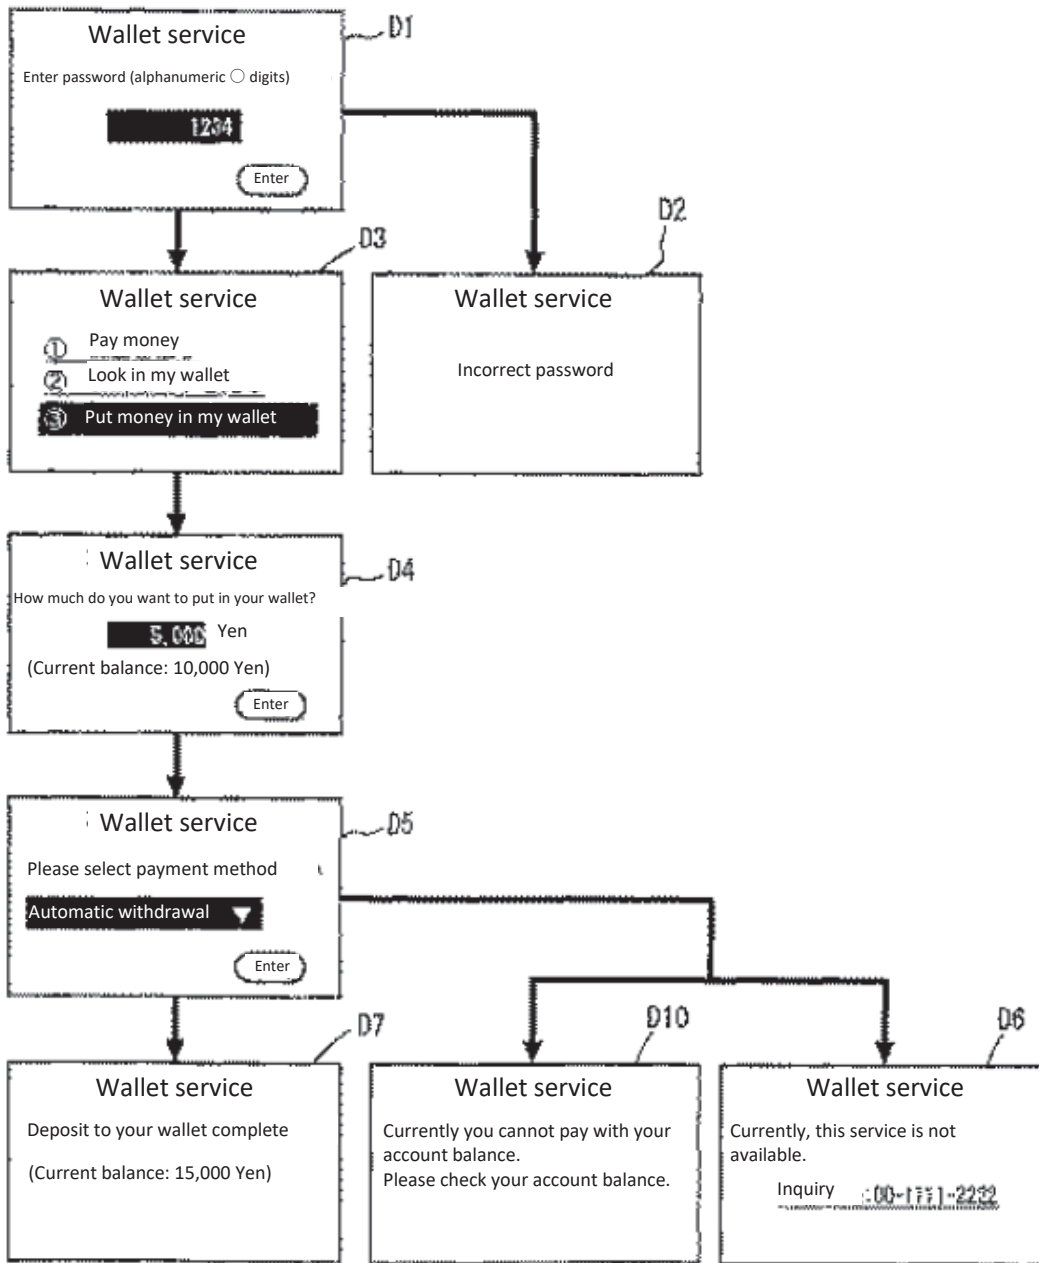 Wallet service
D1
Enter password (alphanumeric ○ digits)
1234
Enter
D3
D2
Wallet service
① Pay money
② Look in my wallet
③ Put money in my wallet
Wallet service
Incorrect password
Wallet service
D4
How much do you want to put in your wallet?
5,000 Yen
(Current balance: 10,000 Yen)
Enter
Wallet service
D5
Please select payment method
Automatic withdrawal ▼
Enter
D7
D10
D6
Wallet service
Deposit to your wallet complete
(Current balance: 15,000 Yen)
Wallet service
Currently you cannot pay with your
account balance.
Please check your account balance.
Wallet service
Currently, this service is not
available.
Inquiry